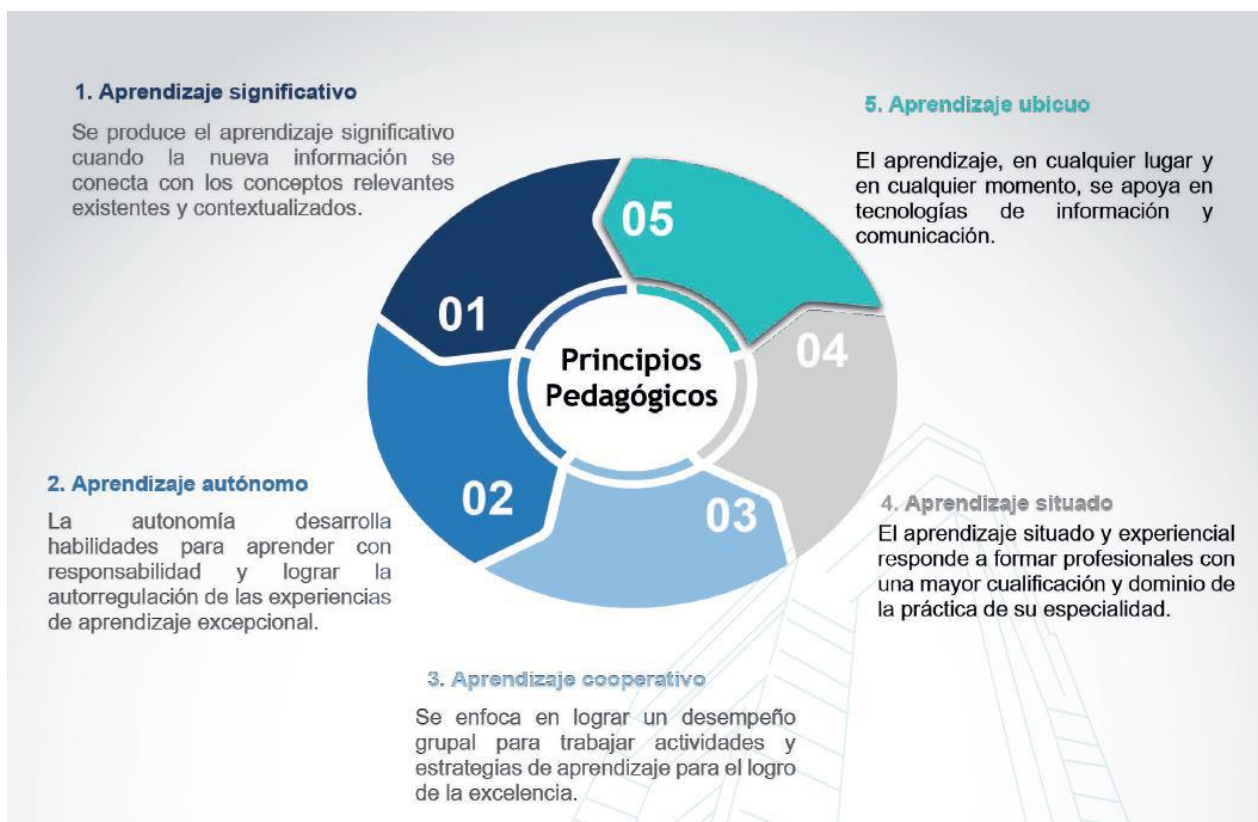 1. Aprendizaje significativo
Se produce el aprendizaje significativo
cuando la nueva información se
conecta con los conceptos relevantes
existentes y contextualizados.
2. Aprendizaje autónomo
La autonomía desarrolla
habilidades para aprender con
responsabilidad y lograr la
autorregulación de las experiencias
de aprendizaje excepcional.
3. Aprendizaje cooperativo
Se enfoca en lograr un desempeño
grupal para trabajar actividades y
estrategias de aprendizaje para el logro
de la excelencia.
4. Aprendizaje situado
El aprendizaje situado y experiencial
responde a formar profesionales con
una mayor cualificación y dominio de
la práctica de su especialidad.
5. Aprendizaje ubicuo
El aprendizaje, en cualquier lugar y
en cualquier momento, se apoya en
tecnologías de información y
comunicación.
Principios
Pedagógicos
01
02
03
04
05